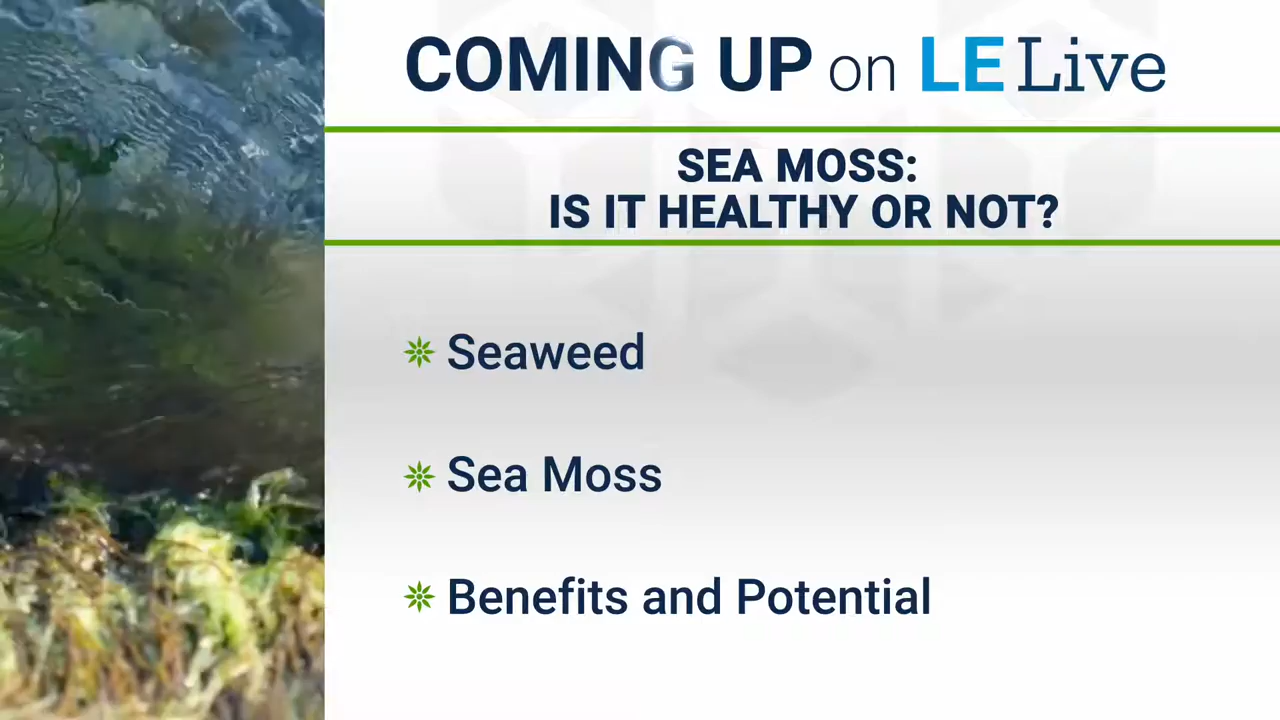 COMING UP on LE Live
SEA MOSS:
IS IT HEALTHY OR NOT?
Seaweed
Sea Moss
Benefits and Potential